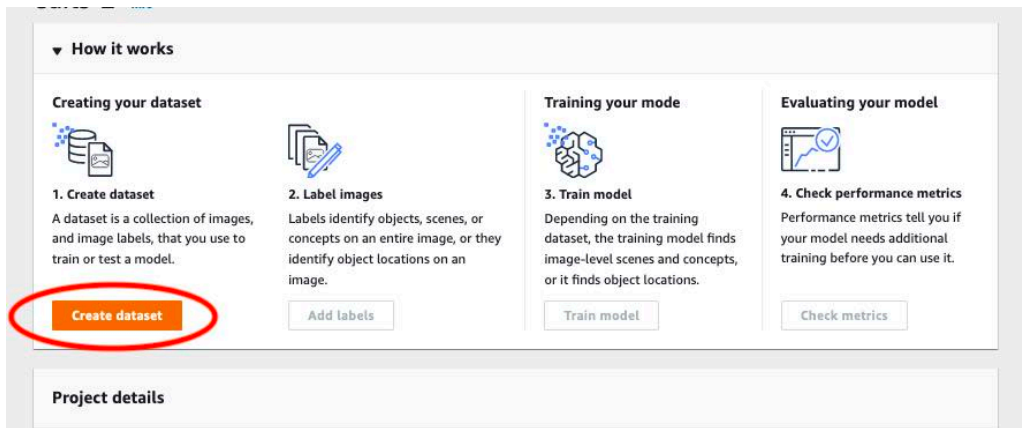 How it works
Creating your dataset
1. Create dataset
A dataset is a collection of images,
and image labels, that you use to
train or test a model.
Create dataset
2. Label images
Labels identify objects, scenes, or
concepts on an entire image, or they
identify object locations on an
image.
Add labels
Training your mode
3. Train model
Depending on the training
dataset, the training model finds
image-level scenes and concepts,
or it finds object locations.
Train model
Evaluating your model
4. Check performance metrics
Performance metrics tell you if
your model needs additional
training before you can use it.
Check metrics
Project details